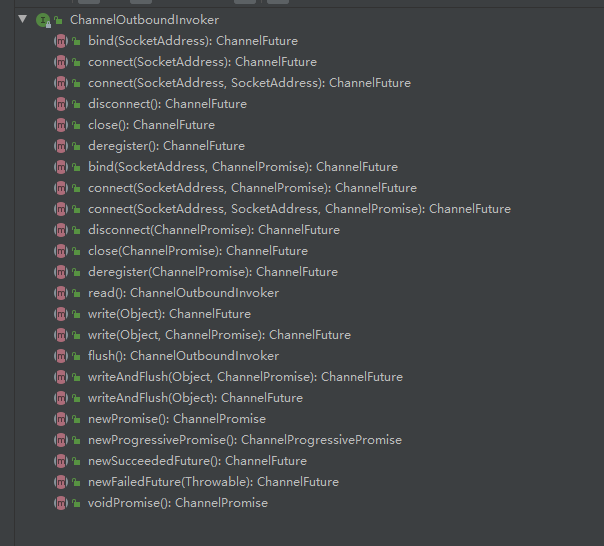 ChannelOutboundInvoker
bind(SocketAddress): ChannelFuture
connect(SocketAddress): ChannelFuture
connect(SocketAddress, SocketAddress): ChannelFuture
disconnect(): ChannelFuture
close(): ChannelFuture
deregister(): ChannelFuture
bind(SocketAddress, ChannelPromise): ChannelFuture
connect(SocketAddress, ChannelPromise): ChannelFuture
connect(SocketAddress, SocketAddress, ChannelPromise): ChannelFuture
disconnect(ChannelPromise): ChannelFuture
close(ChannelPromise): ChannelFuture
deregister(ChannelPromise): ChannelFuture
read(): ChannelOutboundInvoker
write(Object): ChannelFuture
write(Object, ChannelPromise): ChannelFuture
flush(): ChannelOutboundInvoker
writeAndFlush(Object, ChannelPromise): ChannelFuture
writeAndFlush(Object): ChannelFuture
newPromise(): ChannelPromise
newProgressivePromise(): ChannelProgressivePromise
newSucceededFuture(): ChannelFuture
newFailedFuture(Throwable): ChannelFuture
voidPromise(): ChannelPromise